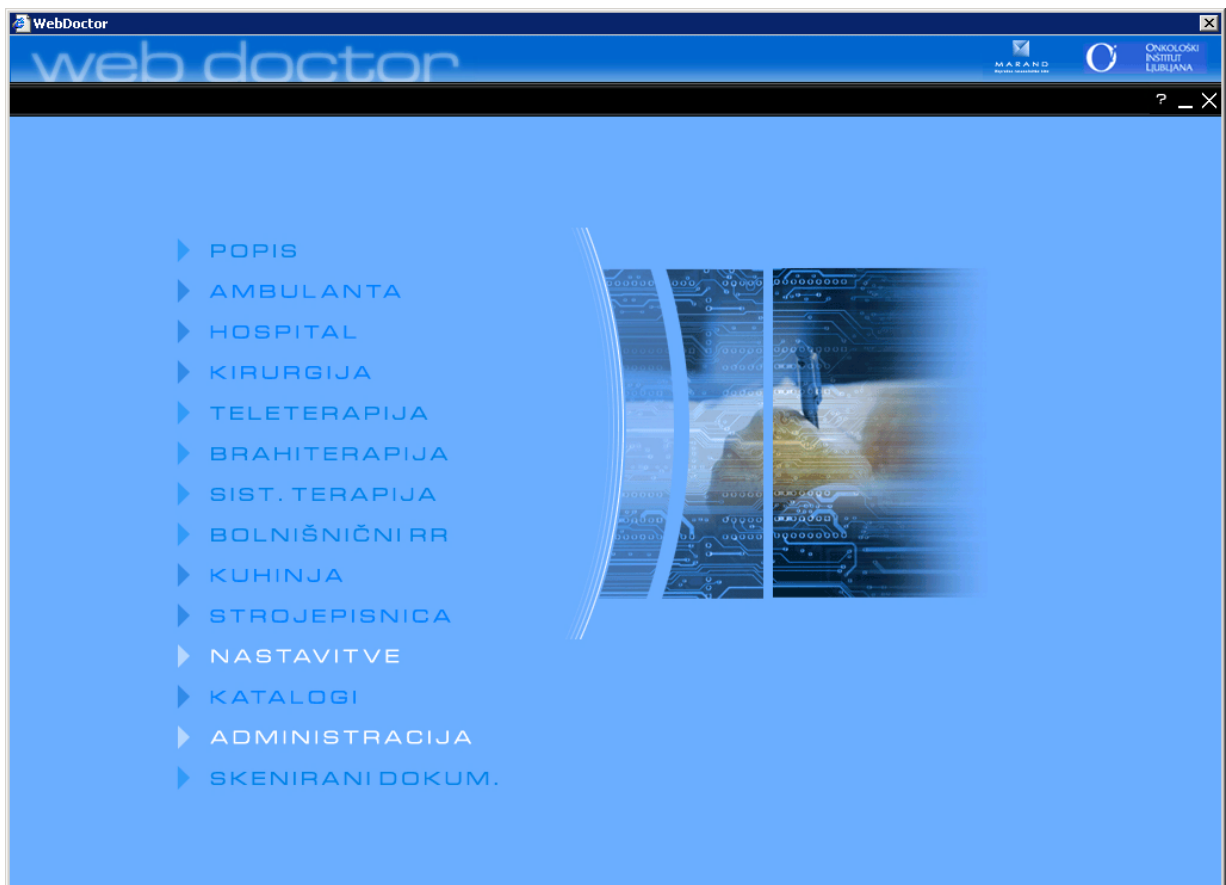 WebDoctor
web doctor
MARAND
ONKOLOŠKI
INŠTITUT
LJUBLJANA
?
POPIS
AMBULANTA
HOSPITAL
KIRURGIJA
TELETERAPIJA
BRAHITERAPIJA
SIST. TERAPIJA
BOLNIŠNIČNI RR
KUHINJA
STROJEPISNICA
NASTAVITVE
KATALOGI
ADMINISTRACIJA
SKENIRANI DOKUM.